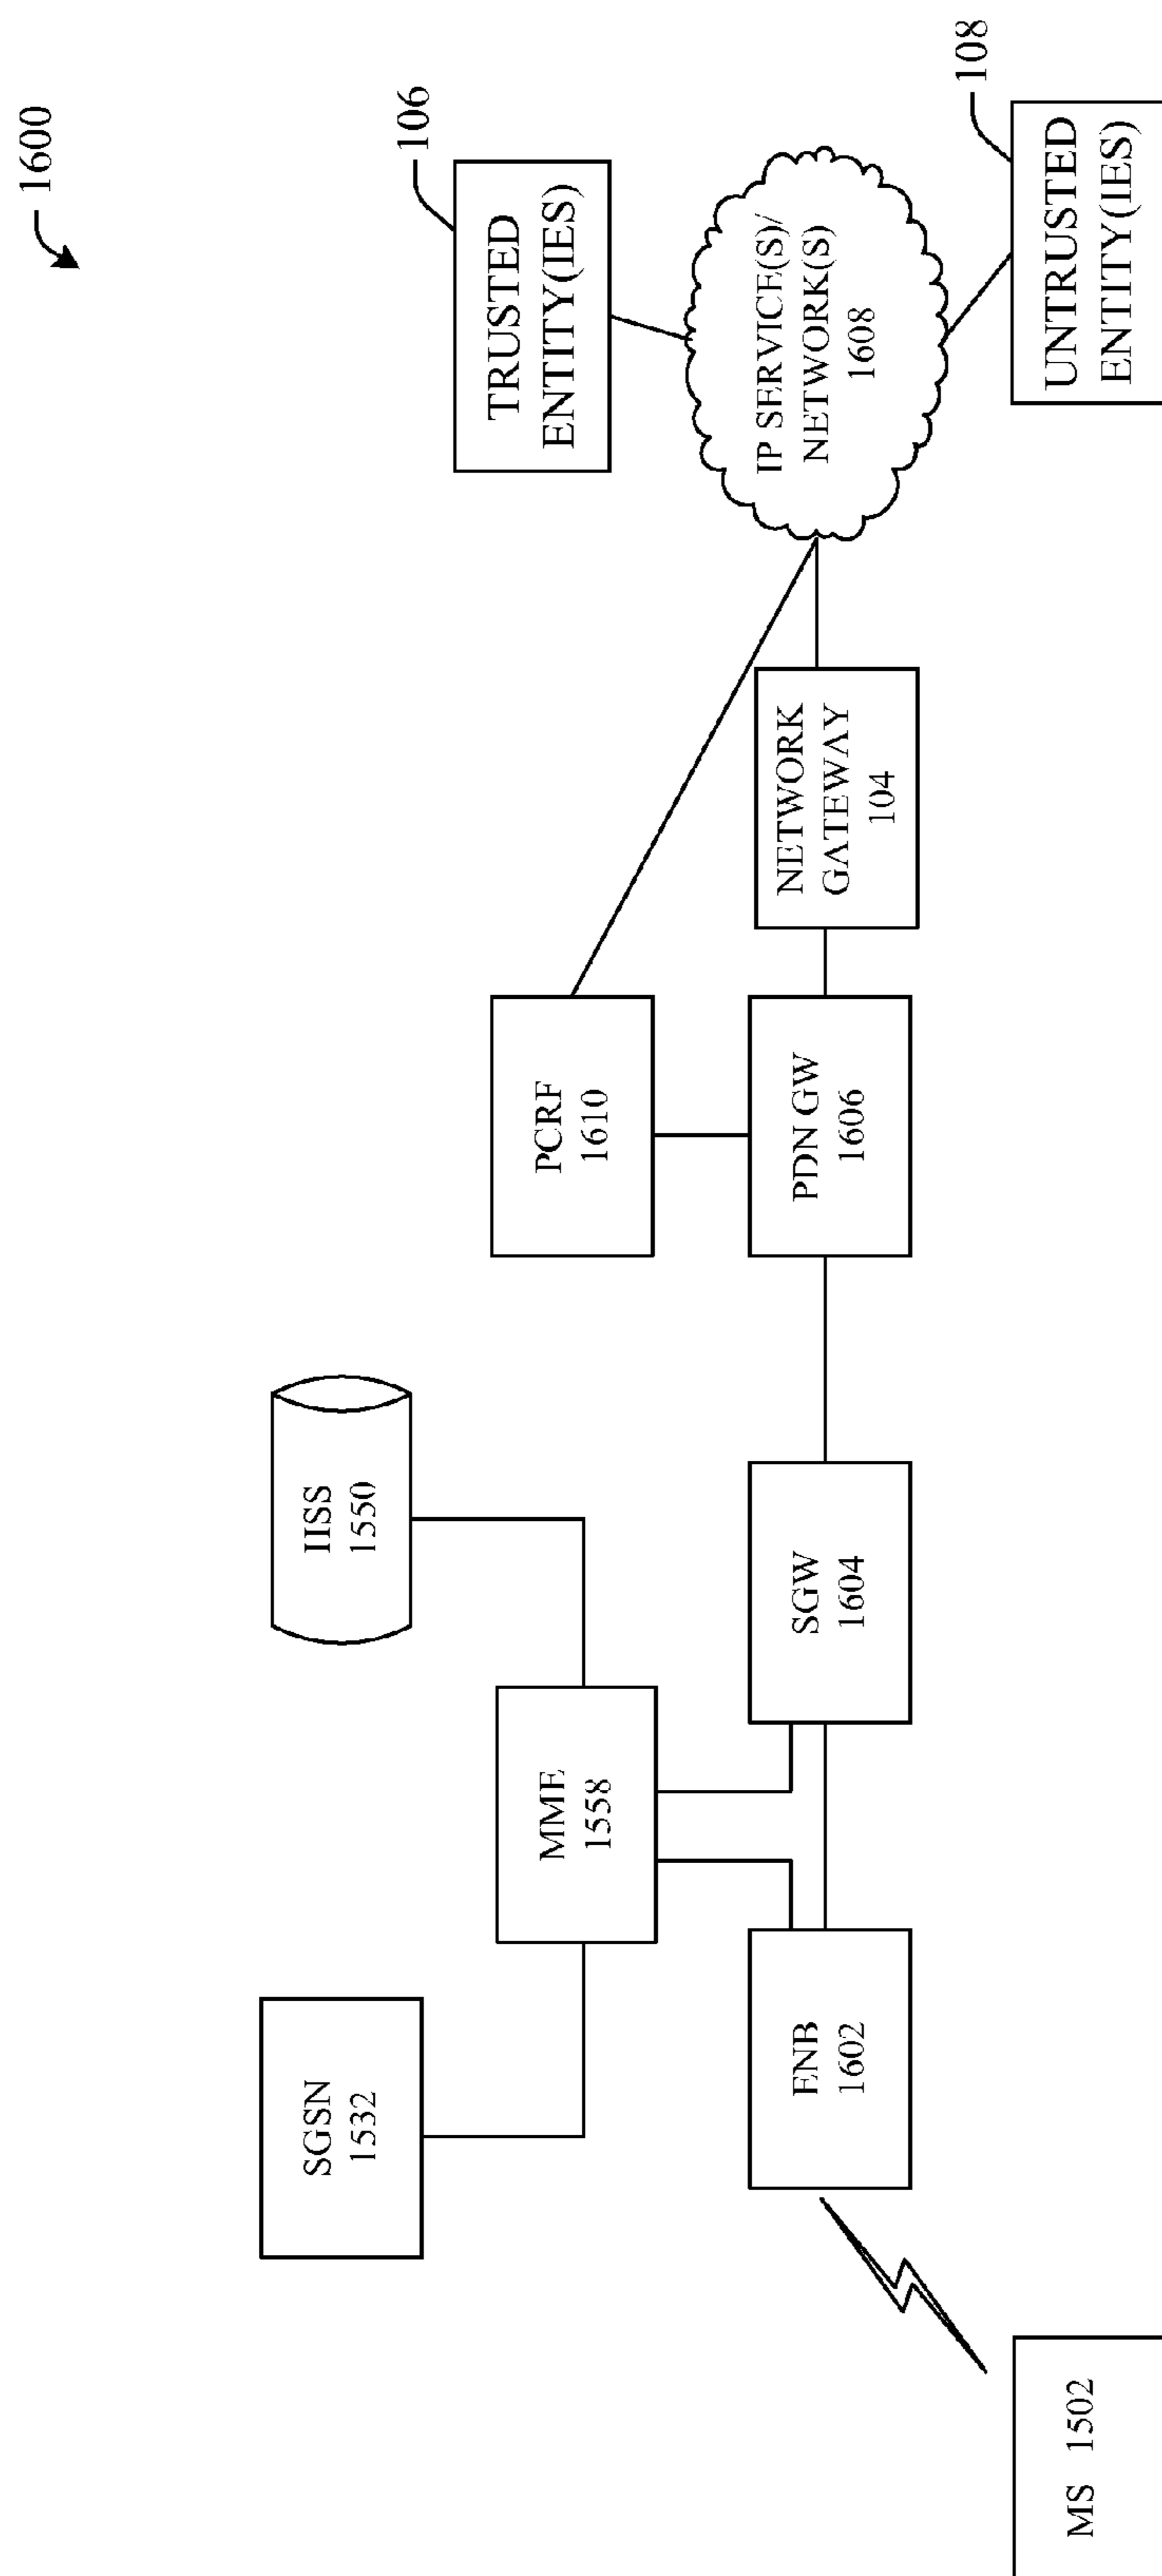 1600
SGSN
1532
IISS
1550
MME
1558
PCRF
1610
TRUSTED
ENTITY(IES)
106
ENB
1602
SGW
1604
PDN GW
1606
NETWORK
GATEWAY
104
IP SERVICE(S)/
NETWORK(S)
1608
MS 1502
UNTRUSTED
ENTITY(IES)
108